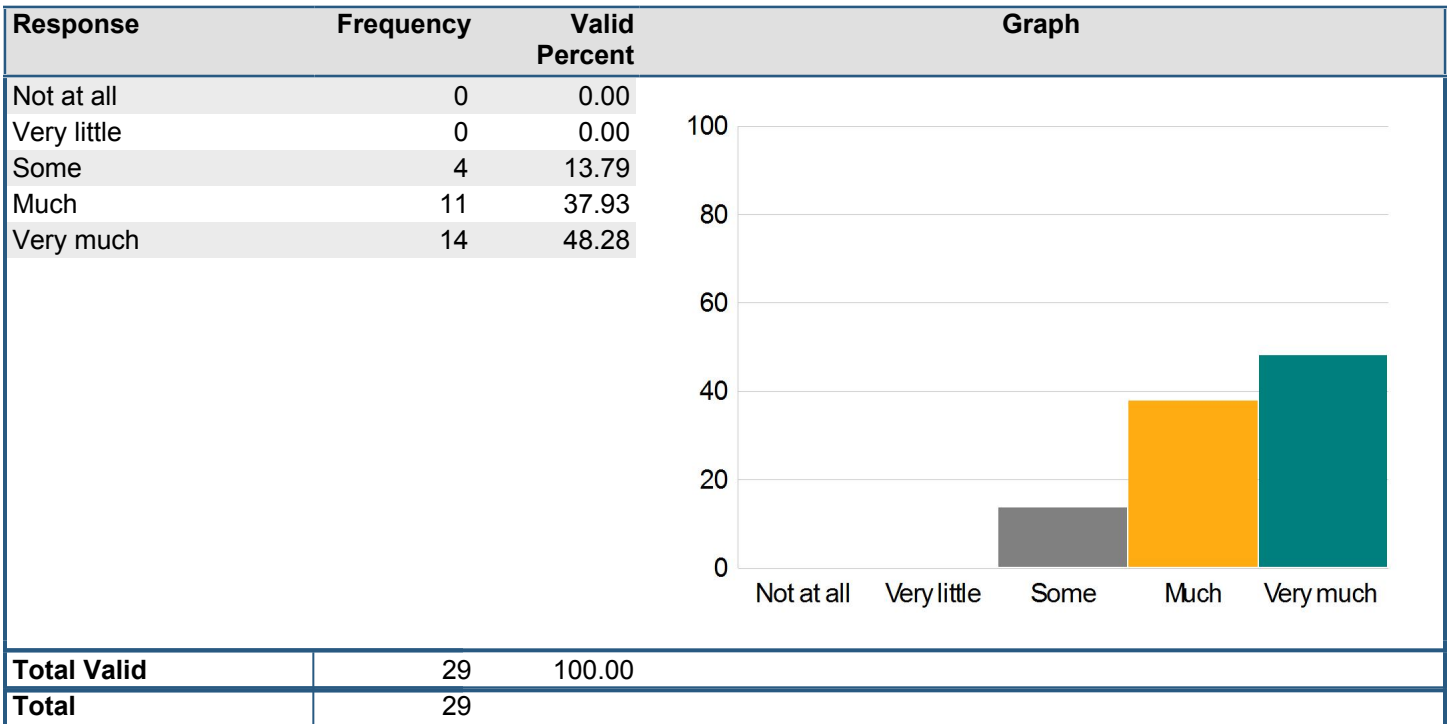 Response Frequency Valid Percent Graph
Not at all 0 0.00
Very little 0 0.00
Some 4 13.79
Much 11 37.93
Very much 14 48.28
100
80
60
40
20
0
Not at all Very little Some Much Very much
Total Valid 29 100.00
Total 29